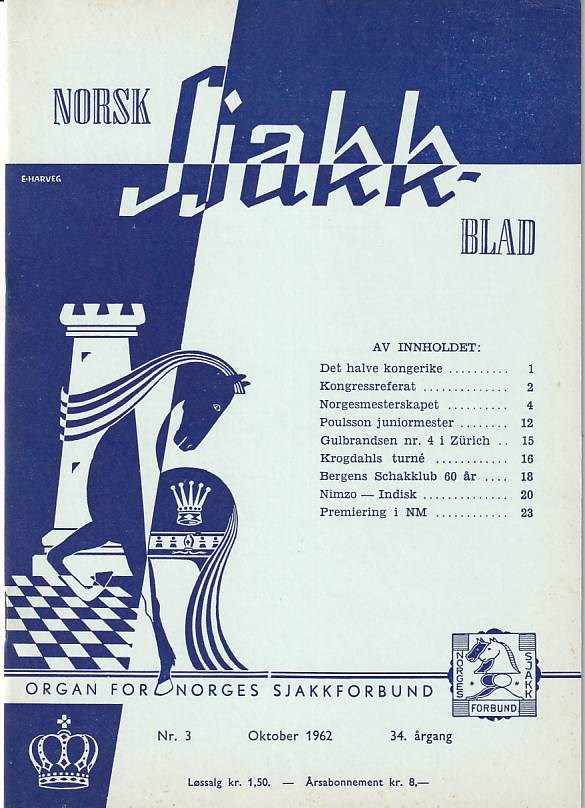 NORSK
Sjakk-
BLAD
E·HARVEG
AV INNHOLDET:
Det halve kongerike .......... 1
Kongressreferat .............. 2
Norgesmesterskapet .......... 4
Poulsson juniormester ........ 12
Gulbrandsen nr. 4 i Zürich .. 15
Krogdahls turné ............ 16
Bergens Schakklub 60 år .... 18
Nimzo — Indisk .............. 20
Premiering i NM ............ 23
NORGES SJAKK
FORBUND
ORGAN FOR NORGES SJAKKFORBUND
Nr. 3 Oktober 1962 34. årgang
Løssalg kr. 1,50. — Årsabonnement kr. 8,—